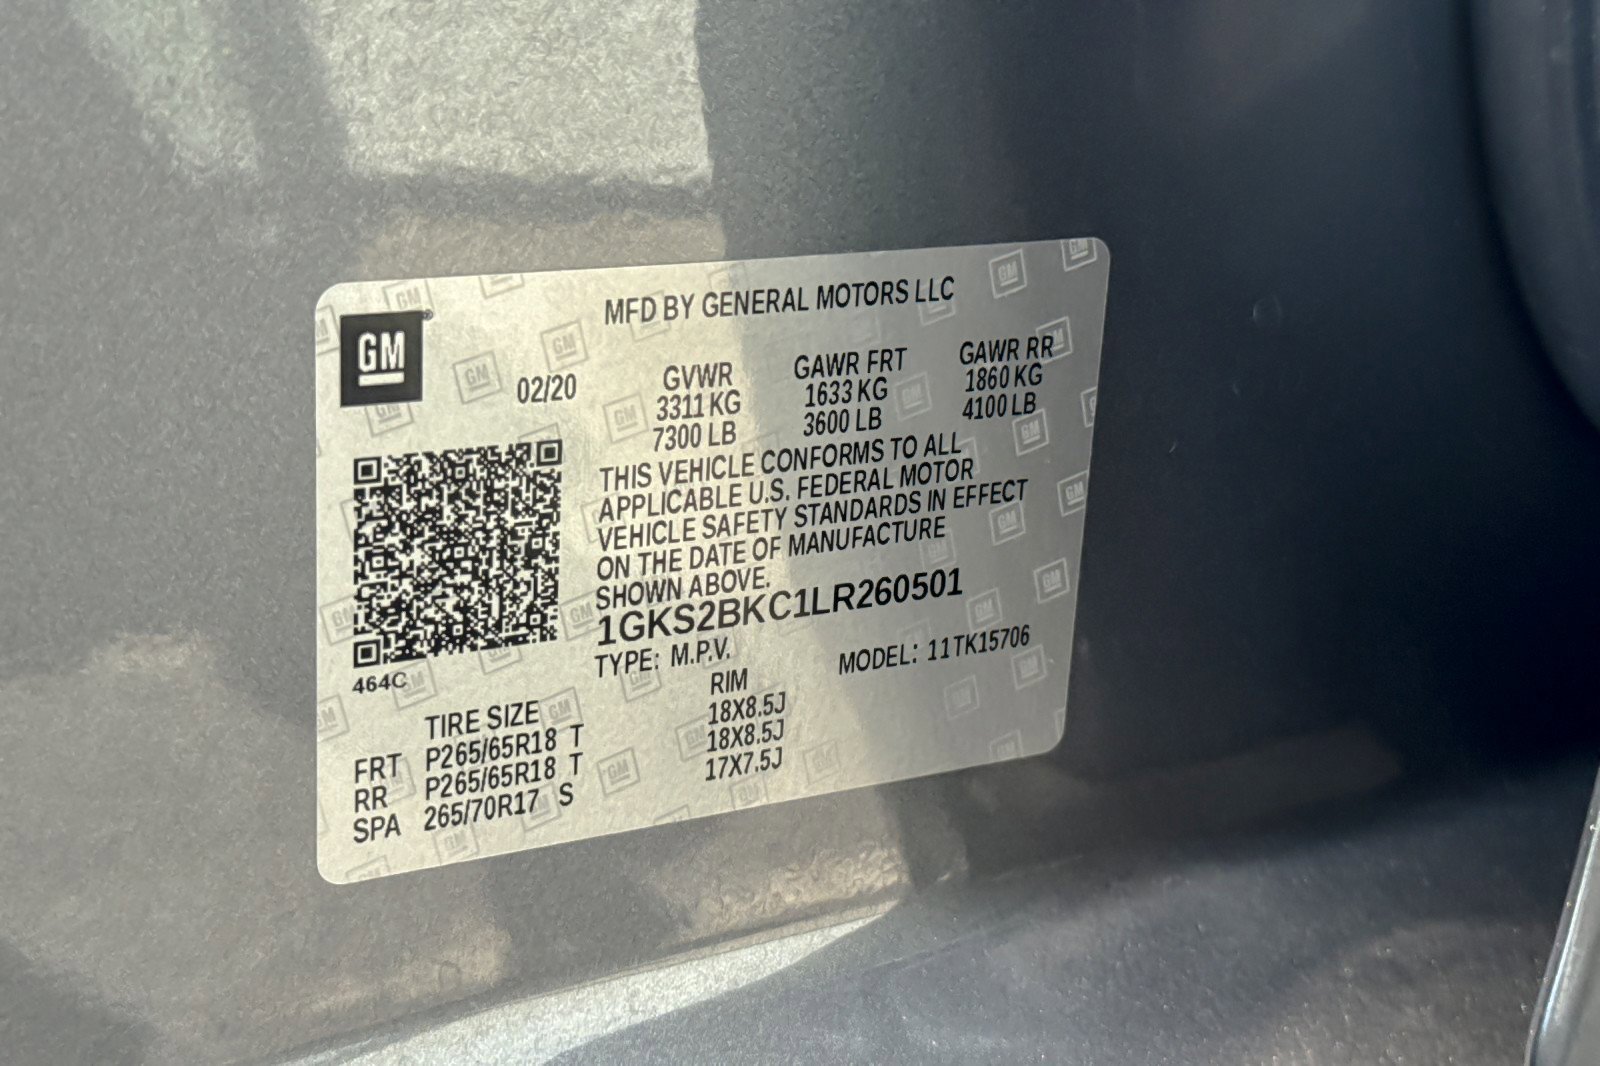 MFD BY GENERAL MOTORS LLC
GM®
02/20
GVWR GAWR FRT GAWR RR
3311 KG 1633 KG 1860 KG
7300 LB 3600 LB 4100 LB
THIS VEHICLE CONFORMS TO ALL
APPLICABLE U.S. FEDERAL MOTOR
VEHICLE SAFETY STANDARDS IN EFFECT
ON THE DATE OF MANUFACTURE
SHOWN ABOVE.
1GKS2BKC1LR260501
TYPE: M.P.V. MODEL: 11TK15706
464C
TIRE SIZE RIM
FRT P265/65R18 T 18X8.5J
RR P265/65R18 T 18X8.5J
SPA 265/70R17 S 17X7.5J